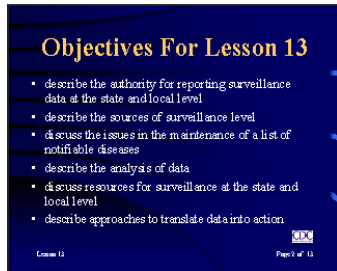 Objectives For Lesson 13
• describe the authority for reporting surveillance
data at the state and local level
• describe the sources of surveillance level
• discuss the issues in the maintenance of a list of
notifiable diseases
• describe the analysis of data
• discuss resources for surveillance at the state and
local level
• describe approaches to translate data into action
CDC
Lesson 13
Page 2 of 13